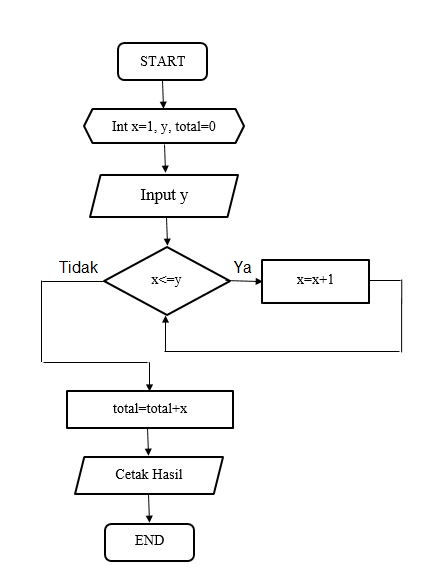 START
Int x=1, y, total=0
Input y
Tidak
x<=y
Ya
x=x+1
total=total+x
Cetak Hasil
END